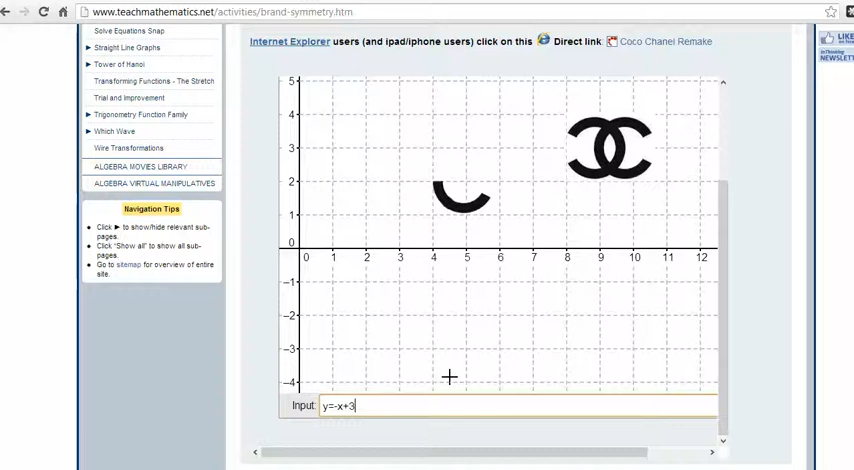 www.teachmathematics.net/activities/brand-symmetry.htm
Solve Equations Snap
Straight Line Graphs
Tower of Hanoi
Transforming Functions - The Stretch
Trial and Improvement
Trigonometry Function Family
Which Wave
Wire Transformations
ALGEBRA MOVIES LIBRARY
ALGEBRA VIRTUAL MANIPULATIVES
Navigation Tips
Click ► to show/hide relevant sub-
pages.
Click "Show all" to show all sub-
pages.
Go to sitemap for overview of entire
site.
Internet Explorer users (and ipad/iphone users) click on this Direct link: Coco Chanel Remake
LIKE
NEWSLETT
5
4
3
2
1
0
0 1 2 3 4 5 6 7 8 9 10 11 12
−1
−2
−3
−4
Input: y=-x+3